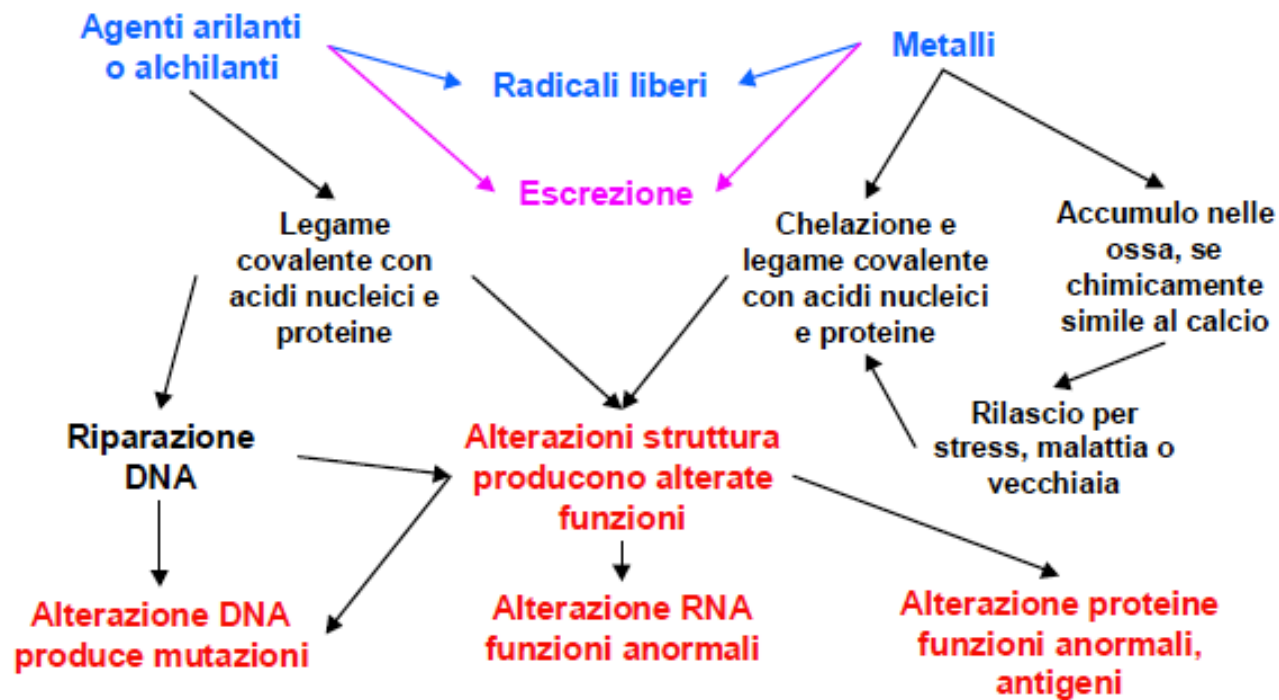 Agenti arilanti
o alchilanti
Metalli
Radicali liberi
Escrezione
Legame
covalente con
acidi nucleici e
proteine
Chelazione e
legame covalente
con acidi nucleici
e proteine
Accumulo nelle
ossa, se
chimicamente
simile al calcio
Rilascio per
stress, malattia o
vecchiaia
Riparazione
DNA
Alterazioni struttura
producono alterate
funzioni
Alterazione DNA
produce mutazioni
Alterazione RNA
funzioni anormali
Alterazione proteine
funzioni anormali,
antigeni